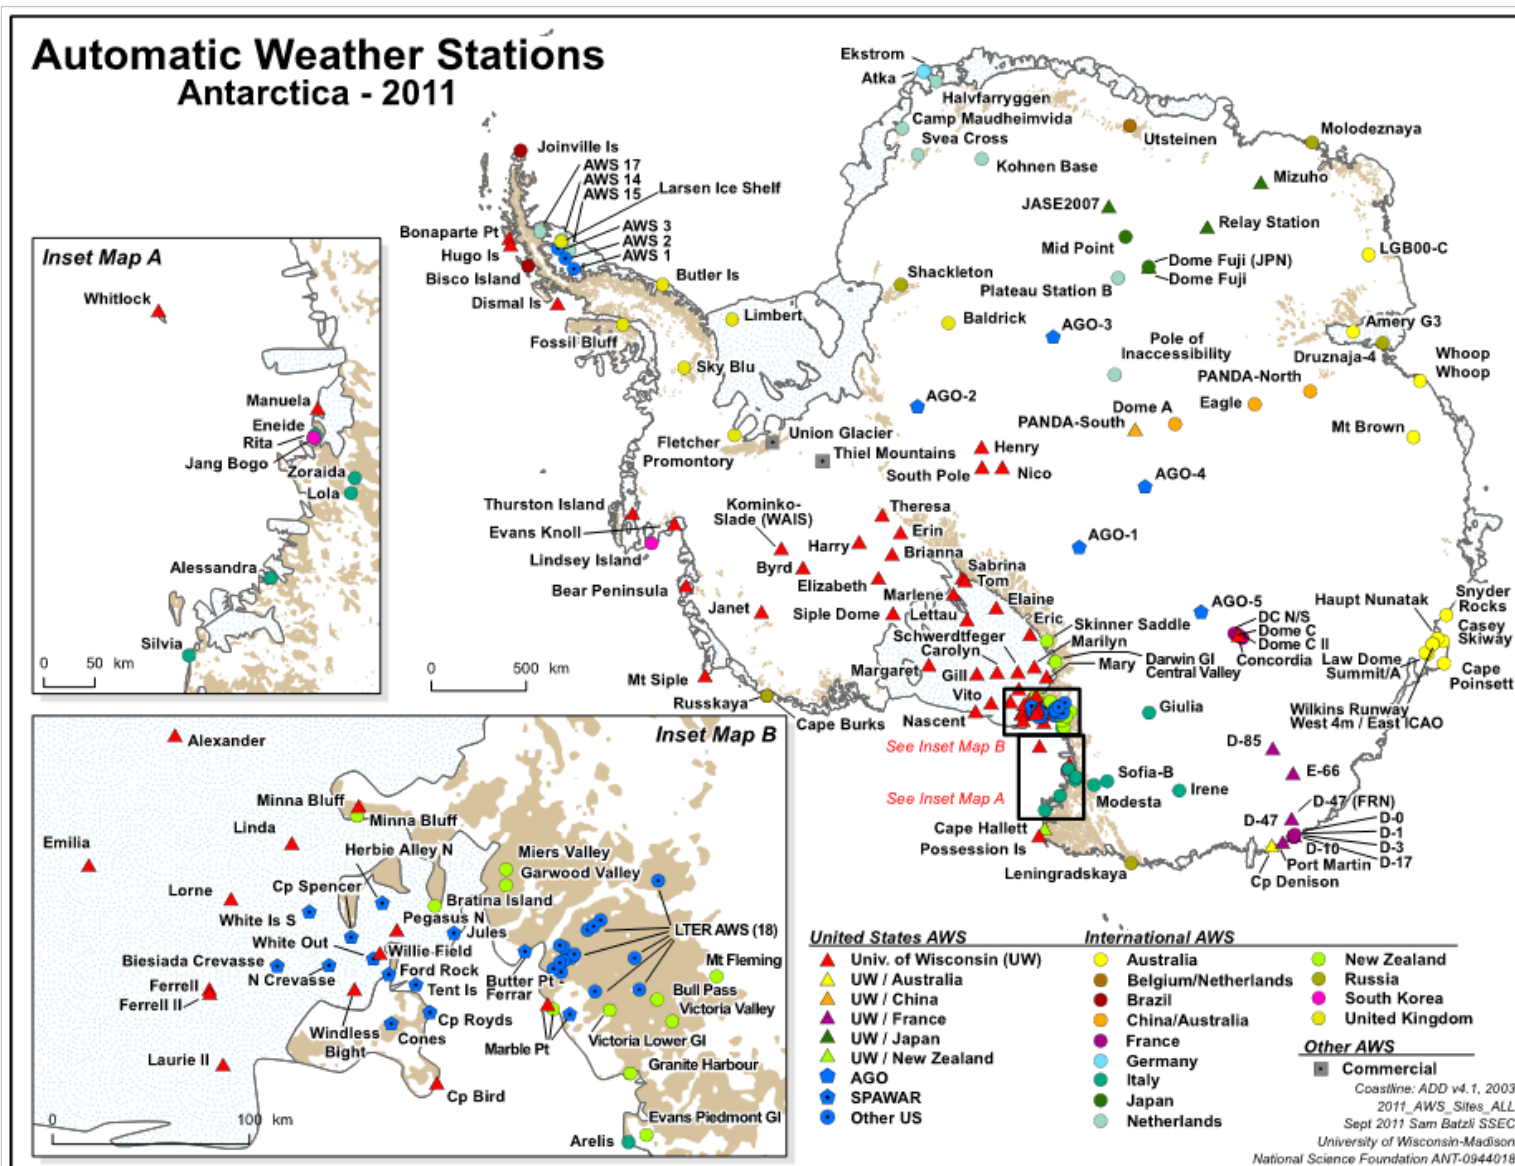 Automatic Weather Stations
Antarctica - 2011
Ekstrom
Atka
Halvfarryggen
Camp Maudheimvida
Svea Cross
Kohnen Base
Utsteinen
Molodeznaya
Mizuho
JASE2007
Relay Station
Mid Point
LGB00-C
Dome Fuji (JPN)
Dome Fuji
Plateau Station B
Joinville Is
AWS 17
AWS 14
AWS 15
Larsen Ice Shelf
AWS 3
AWS 2
AWS 1
Bonaparte Pt
Hugo Is
Bisco Island
Dismal Is
Butler Is
Limbert
Fossil Bluff
Sky Blu
Shackleton
Baldrick
AGO-3
Pole of
Inaccessibility
Amery G3
Druznaja-4
Whoop
Whoop
PANDA-North
Eagle
Dome A
PANDA-South
Mt Brown
AGO-2
Fletcher
Promontory
Union Glacier
Thiel Mountains
Henry
South Pole
Nico
AGO-4
AGO-1
Thurston Island
Evans Knoll
Lindsey Island
Bear Peninsula
Kominko-
Slade (WAIS)
Theresa
Erin
Harry
Brianna
Byrd
Elizabeth
Sabrina
Tom
Marlene
Elaine
Janet
Siple Dome
Lettau
Eric
Schwerdtfeger
Carolyn
Skinner Saddle
Marilyn
Margaret
Gill
Mary
Darwin Gl
Central Valley
Vito
Nascent
Mt Siple
Russkaya
Cape Burks
AGO-5
DC N/S
Dome C
Dome C II
Concordia
Haupt Nunatak
Snyder
Rocks
Casey
Skiway
Law Dome
Summit/A
Cape
Poinsett
Wilkins Runway
West 4m / East ICAO
Giulia
D-85
E-66
See Inset Map B
See Inset Map A
Sofia-B
Modesta
Irene
D-47 (FRN)
D-47
D-0
D-1
D-3
D-10
D-17
Port Martin
Cp Denison
Cape Hallett
Possession Is
Leningradskaya
0 500 km
Inset Map A
Whitlock
Manuela
Eneide
Rita
Jang Bogo
Zoraida
Lola
Alessandra
Silvia
0 50 km
Inset Map B
Alexander
Minna Bluff
Minna Bluff
Linda
Emilia
Herbie Alley N
Miers Valley
Garwood Valley
Cp Spencer
Lorne
Bratina Island
White Is S
Pegasus N
Jules
LTER AWS (18)
White Out
Willie Field
Biesiada Crevasse
N Crevasse
Ford Rock
Butter Pt -
Ferrar
Mt Fleming
Ferrell
Ferrell II
Tent Is
Bull Pass
Cp Royds
Victoria Valley
Windless
Bight
Cones
Marble Pt
Victoria Lower Gl
Laurie II
Granite Harbour
Cp Bird
Evans Piedmont Gl
Arelis
0 100 km
United States AWS
Univ. of Wisconsin (UW)
UW / Australia
UW / China
UW / France
UW / Japan
UW / New Zealand
AGO
SPAWAR
Other US
International AWS
Australia
Belgium/Netherlands
Brazil
China/Australia
France
Germany
Italy
Japan
Netherlands
New Zealand
Russia
South Korea
United Kingdom
Other AWS
Commercial
Coastline: ADD v4.1, 2003
2011_AWS_Sites_ALL
Sept 2011 Sam Batzli SSEC
University of Wisconsin-Madison
National Science Foundation ANT-0944018